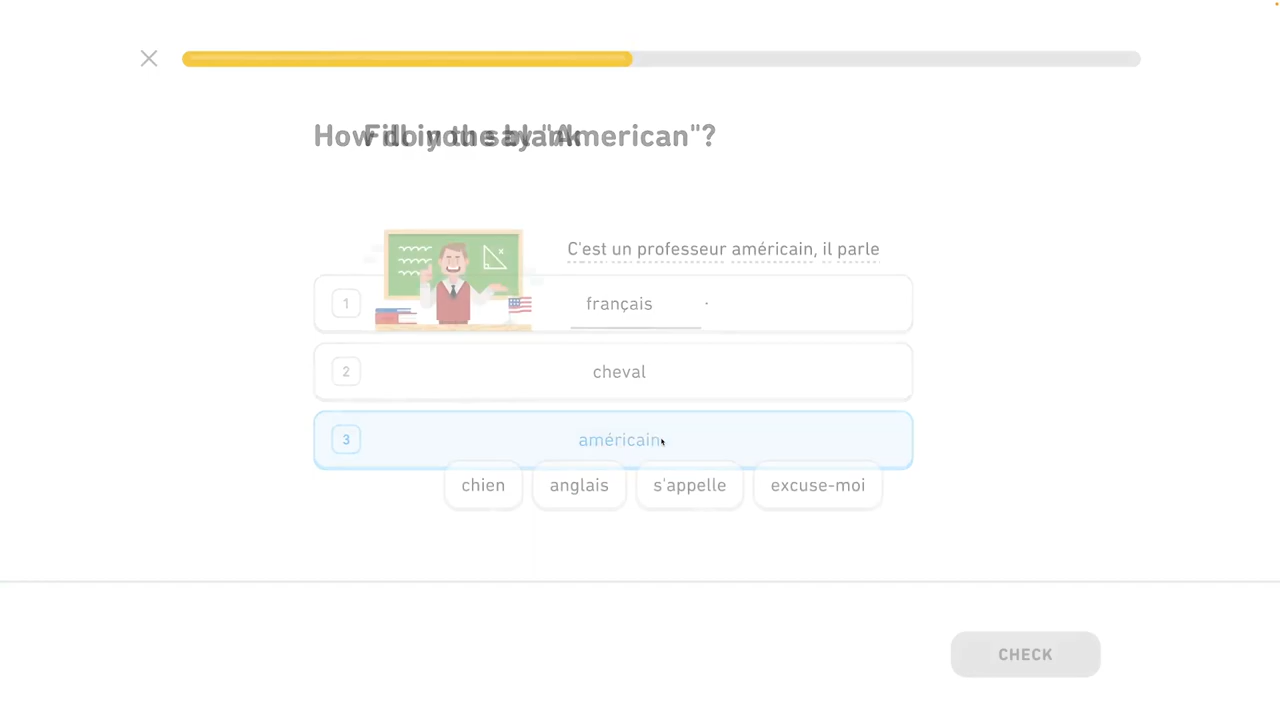 How do you say "American"?
Fill in the blank
C'est un professeur américain, il parle
1 français .
2 cheval
3 américain
chien anglais s'appelle excuse-moi
CHECK